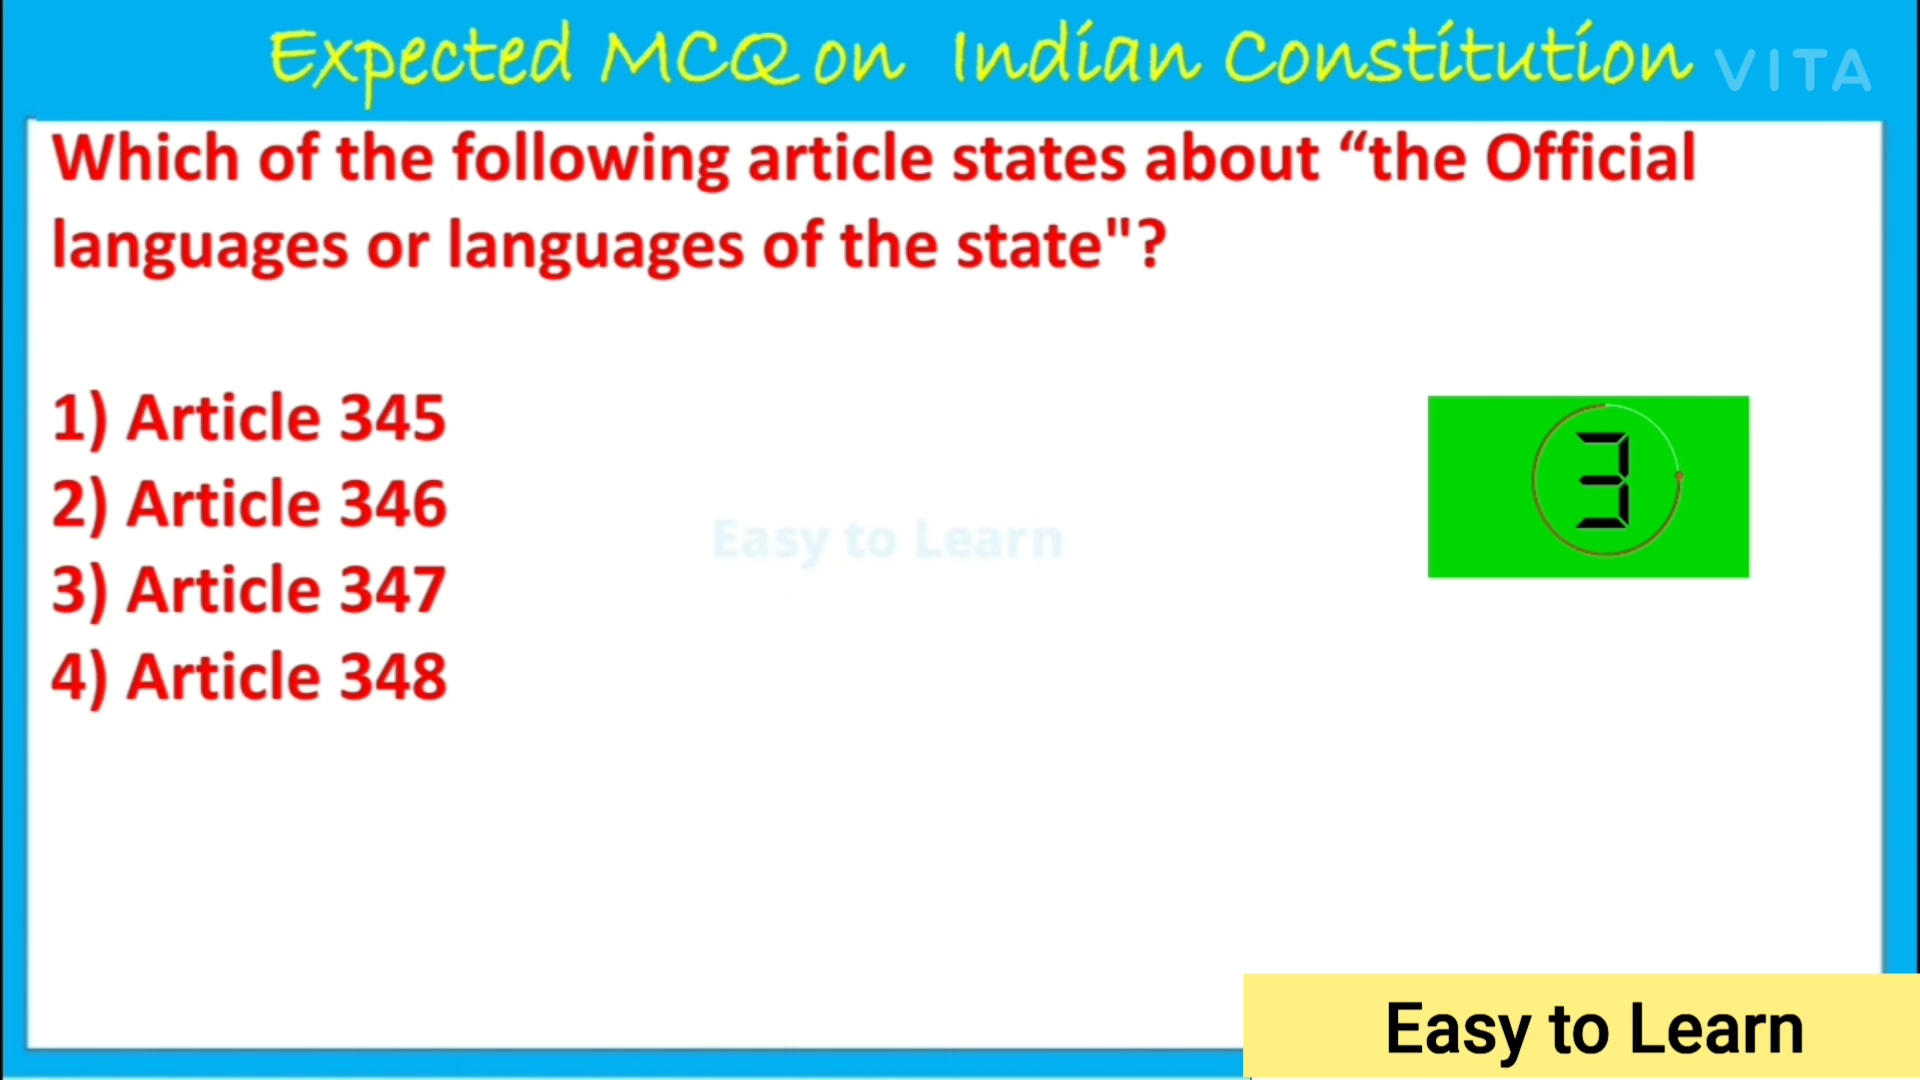 Expected MCQ on Indian Constitution
VITA
Which of the following article states about “the Official
languages or languages of the state"?
1) Article 345
2) Article 346
3) Article 347
4) Article 348
3
Easy to Learn
Easy to Learn